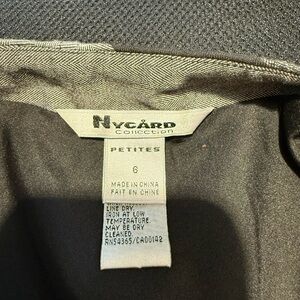 NYGÅRD
Collection
PETITES
6
MADE IN CHINA
FAIT EN CHINE
LINE DRY.
IRON AT LOW
TEMPERATURE.
MAY BE DRY
CLEANED.
RN54365/CA00142